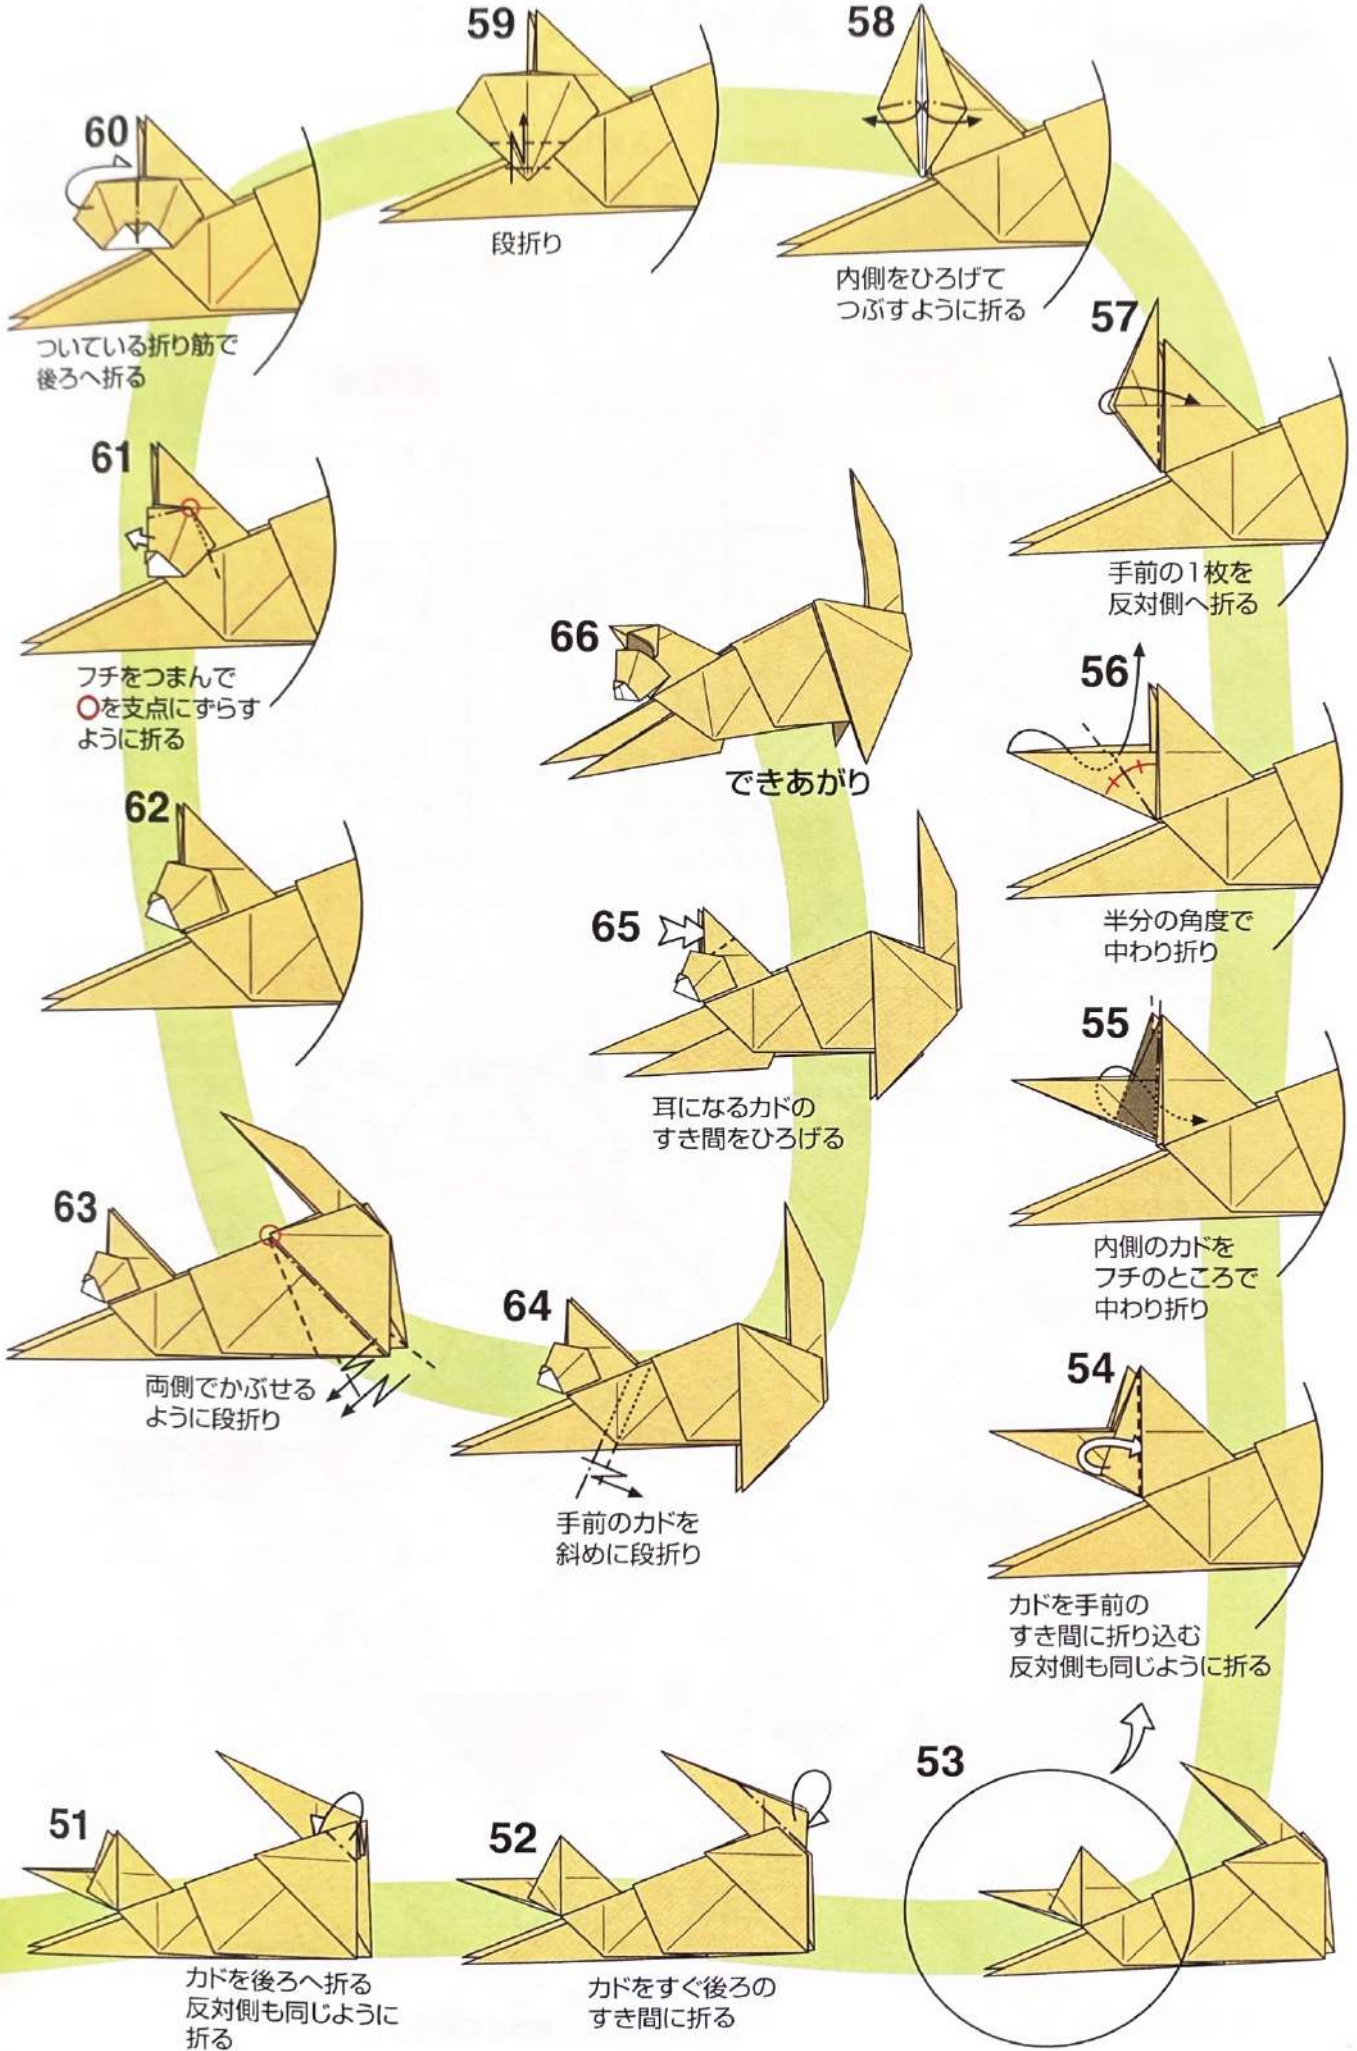 51
カドを後ろへ折る
反対側も同じように
折る
52
カドをすぐ後ろの
すき間に折る
53
54
カドを手前の
すき間に折り込む
反対側も同じように折る
55
内側のカドを
フチのところで
中わり折り
56
半分の角度で
中わり折り
57
手前の1枚を
反対側へ折る
58
内側をひろげて
つぶすように折る
59
段折り
60
ついている折り筋で
後ろへ折る
61
フチをつまんで
○を支点にずらす
ように折る
62
63
両側でかぶせる
ように段折り
64
手前のカドを
斜めに段折り
65
耳になるカドの
すき間をひろげる
66
できあがり